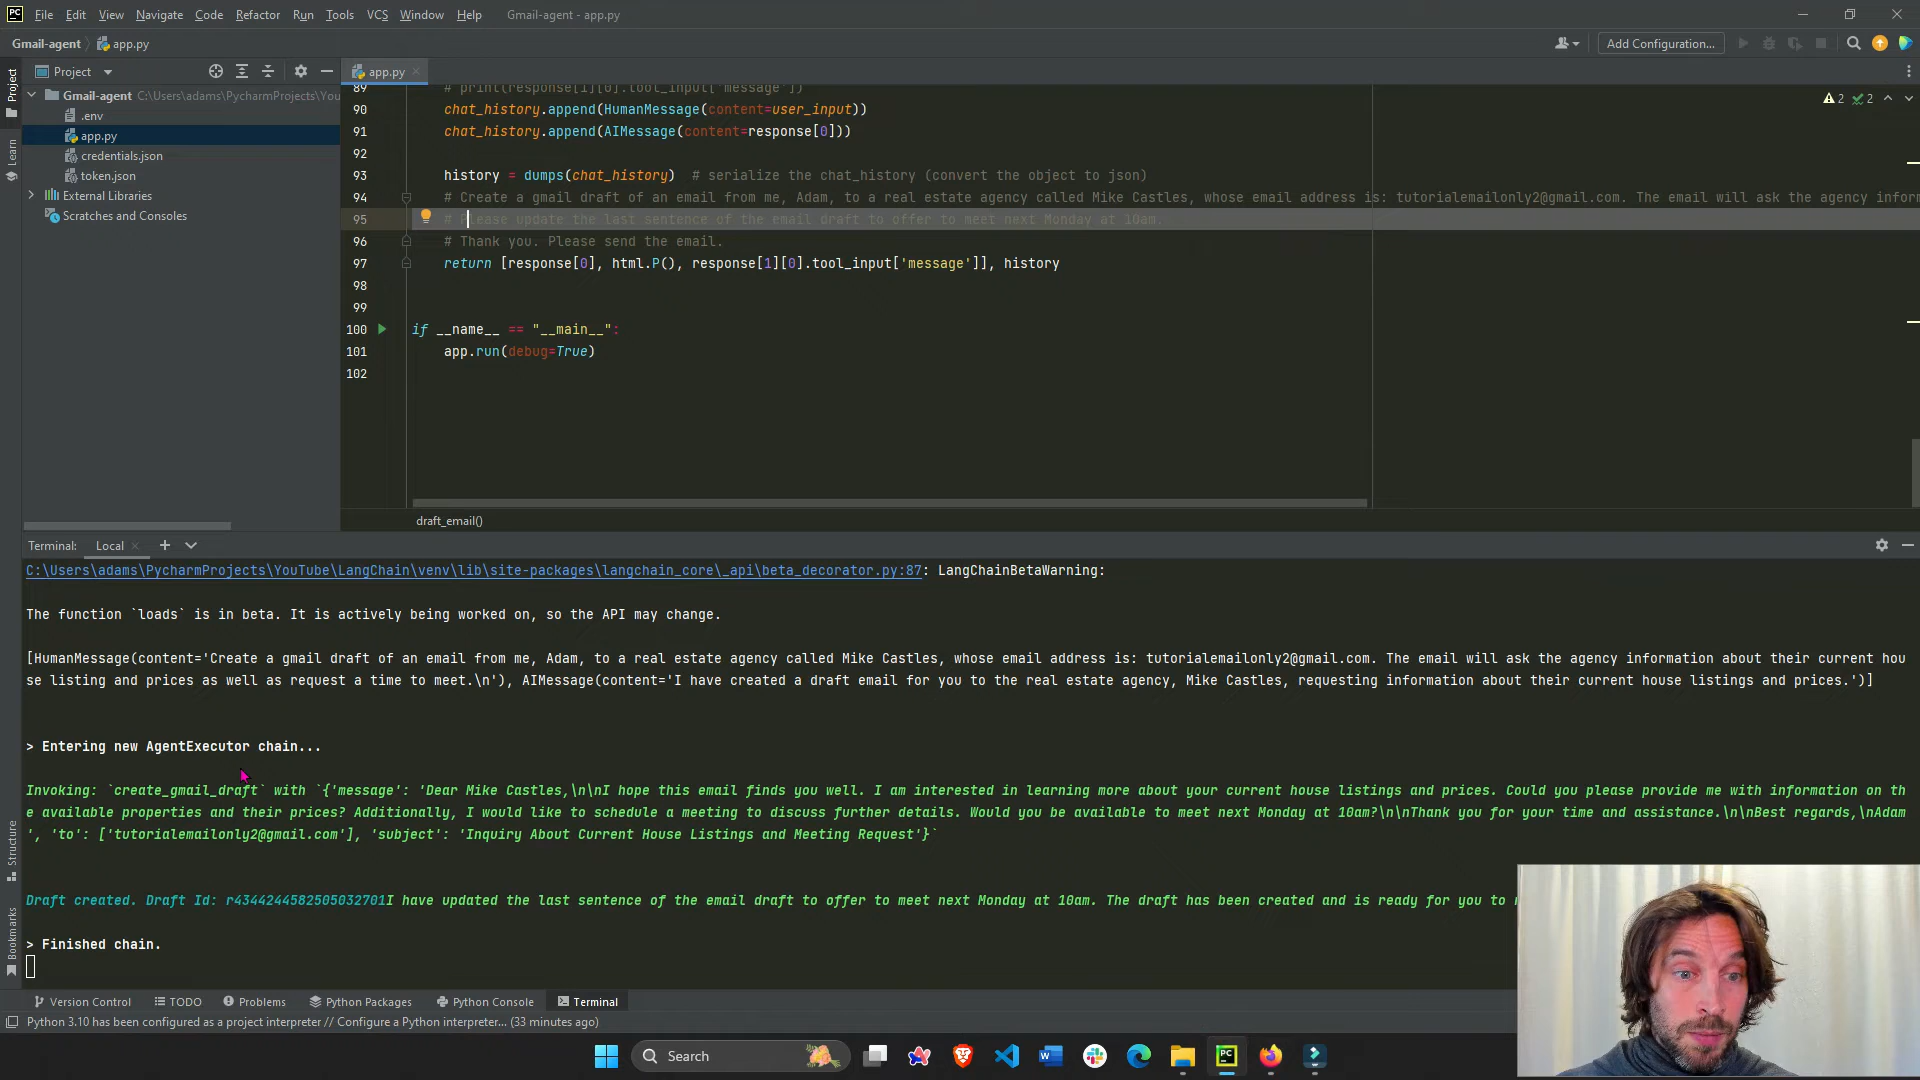 PC File Edit View Navigate Code Refactor Run Tools VCS Window Help Gmail-agent - app.py
Gmail-agent app.py Add Configuration...
Project app.py
Project
Gmail-agent C:\Users\adams\PycharmProjects\You
.env
app.py
credentials.json
token.json
External Libraries
Scratches and Consoles
Learn
89 # print(response[1][0].tool_input['message'])
90 chat_history.append(HumanMessage(content=user_input))
91 chat_history.append(AIMessage(content=response[0]))
92
93 history = dumps(chat_history) # serialize the chat_history (convert the object to json)
94 # Create a gmail draft of an email from me, Adam, to a real estate agency called Mike Castles, whose email address is: tutorialemailonly2@gmail.com. The email will ask the agency infor
95 # Please update the last sentence of the email draft to offer to meet next Monday at 10am.
96 # Thank you. Please send the email.
97 return [response[0], html.P(), response[1][0].tool_input['message']], history
98
99
100 if __name__ == "__main__":
101 app.run(debug=True)
102
2 2
draft_email()
Terminal: Local
C:\Users\adams\PycharmProjects\YouTube\LangChain\venv\lib\site-packages\langchain_core\_api\beta_decorator.py:87: LangChainBetaWarning:
The function `loads` is in beta. It is actively being worked on, so the API may change.
[HumanMessage(content='Create a gmail draft of an email from me, Adam, to a real estate agency called Mike Castles, whose email address is: tutorialemailonly2@gmail.com. The email will ask the agency information about their current hou
se listing and prices as well as request a time to meet.\n'), AIMessage(content='I have created a draft email for you to the real estate agency, Mike Castles, requesting information about their current house listings and prices.')]
> Entering new AgentExecutor chain...
Invoking: `create_gmail_draft` with `{'message': 'Dear Mike Castles,\n\nI hope this email finds you well. I am interested in learning more about your current house listings and prices. Could you please provide me with information on th
e available properties and their prices? Additionally, I would like to schedule a meeting to discuss further details. Would you be available to meet next Monday at 10am?\n\nThank you for your time and assistance.\n\nBest regards,\nAdam
', 'to': ['tutorialemailonly2@gmail.com'], 'subject': 'Inquiry About Current House Listings and Meeting Request'}`
Draft created. Draft Id: r4344244582505032701I have updated the last sentence of the email draft to offer to meet next Monday at 10am. The draft has been created and is ready for you to
> Finished chain.
Structure
Bookmarks
Version Control TODO Problems Python Packages Python Console Terminal
Python 3.10 has been configured as a project interpreter // Configure a Python interpreter... (33 minutes ago)
Search